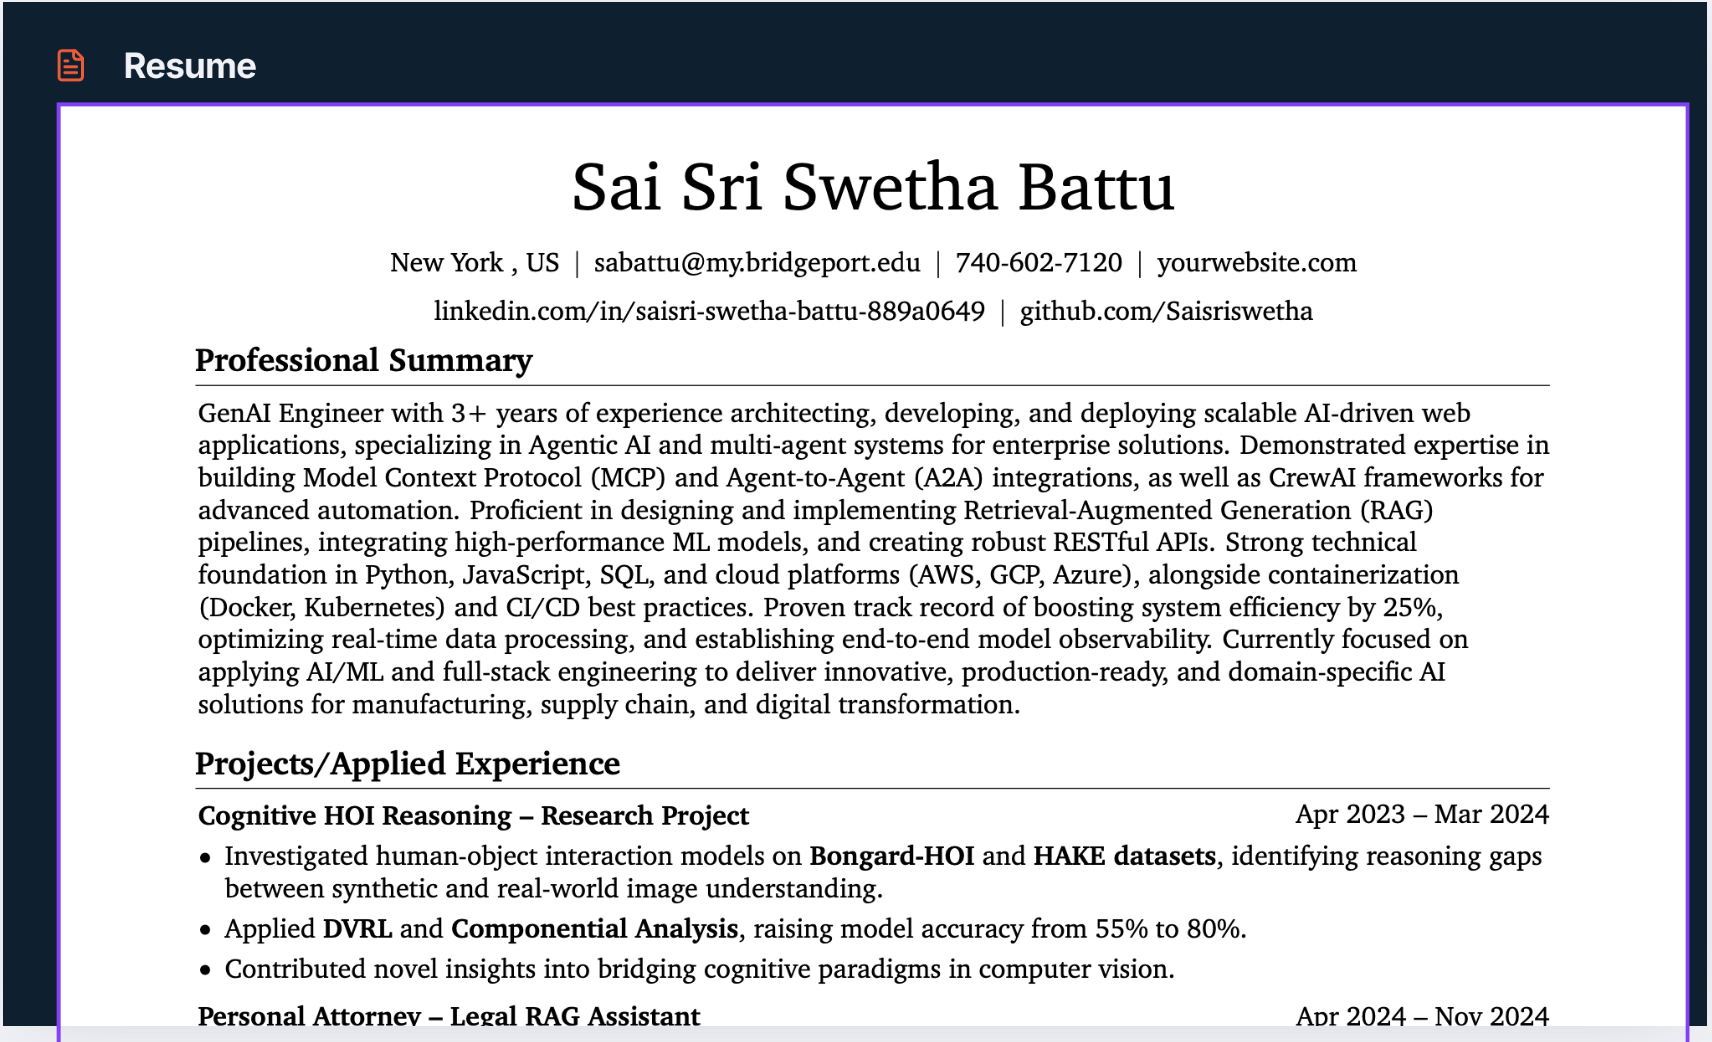 Resume
Sai Sri Swetha Battu
New York , US | sabattu@my.bridgeport.edu | 740-602-7120 | yourwebsite.com
linkedin.com/in/saisri-swetha-battu-889a0649 | github.com/Saisriswetha
Professional Summary
GenAI Engineer with 3+ years of experience architecting, developing, and deploying scalable AI-driven web
applications, specializing in Agentic AI and multi-agent systems for enterprise solutions. Demonstrated expertise in
building Model Context Protocol (MCP) and Agent-to-Agent (A2A) integrations, as well as CrewAI frameworks for
advanced automation. Proficient in designing and implementing Retrieval-Augmented Generation (RAG)
pipelines, integrating high-performance ML models, and creating robust RESTful APIs. Strong technical
foundation in Python, JavaScript, SQL, and cloud platforms (AWS, GCP, Azure), alongside containerization
(Docker, Kubernetes) and CI/CD best practices. Proven track record of boosting system efficiency by 25%,
optimizing real-time data processing, and establishing end-to-end model observability. Currently focused on
applying AI/ML and full-stack engineering to deliver innovative, production-ready, and domain-specific AI
solutions for manufacturing, supply chain, and digital transformation.
Projects/Applied Experience
Cognitive HOI Reasoning – Research Project Apr 2023 – Mar 2024
• Investigated human-object interaction models on Bongard-HOI and HAKE datasets, identifying reasoning gaps
between synthetic and real-world image understanding.
• Applied DVRL and Componential Analysis, raising model accuracy from 55% to 80%.
• Contributed novel insights into bridging cognitive paradigms in computer vision.
Personal Attorney – Legal RAG Assistant Apr 2024 – Nov 2024